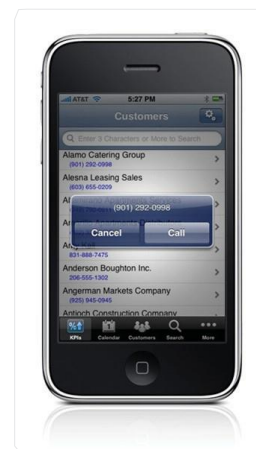 AT&T 5:27 PM
Customers
Enter 3 Characters or More to Search
Alamo Catering Group
(901) 292-0998
Alesna Leasing Sales
(603) 655-0209
(901) 292-0998
Cancel Call
831-888-7475
Anderson Boughton Inc.
208-555-1302
Angerman Markets Company
(925) 945-0945
Antioch Construction Company
KPIs Calendar Customers Search More